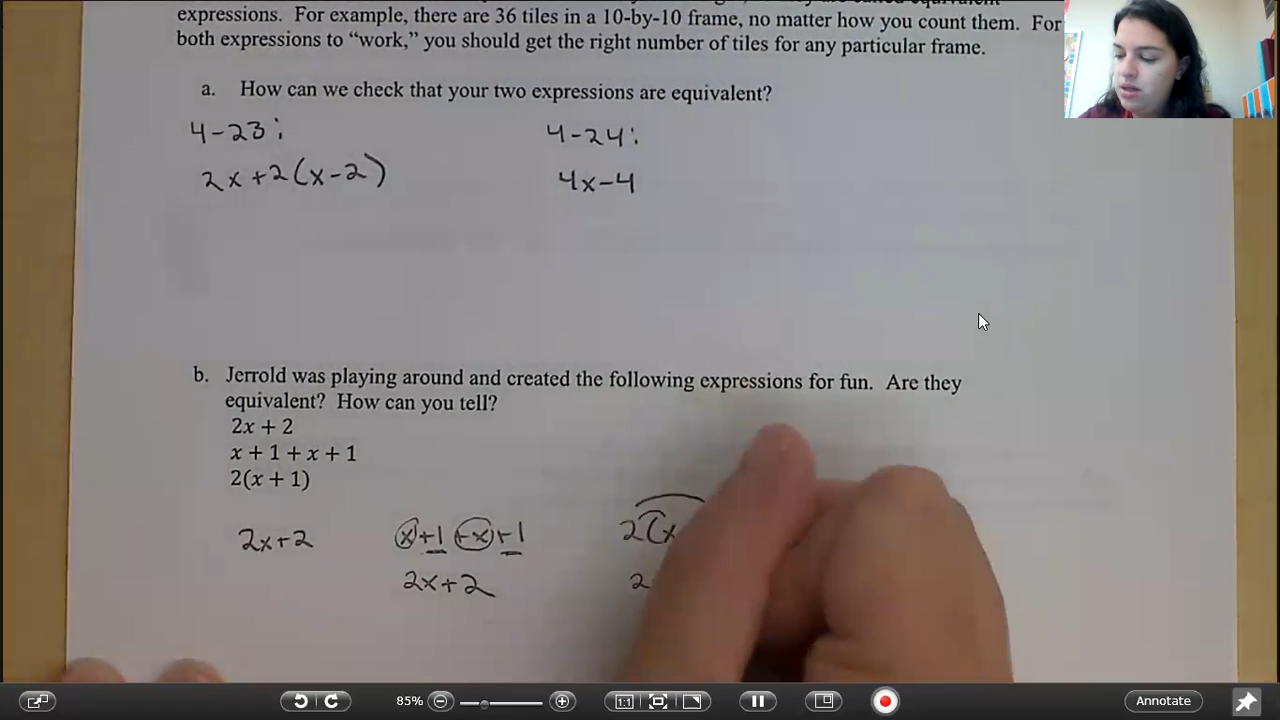 expressions. For example, there are 36 tiles in a 10-by-10 frame, no matter how you count them. For
both expressions to “work,” you should get the right number of tiles for any particular frame.
a. How can we check that your two expressions are equivalent?
4-23: 4-24:
2x+2(x-2) 4x-4
b. Jerrold was playing around and created the following expressions for fun. Are they
equivalent? How can you tell?
2x + 2
x + 1 + x + 1
2(x + 1)
2x+2 x+1+x+1 2(x
2x+2 2
85% 1:1 Annotate